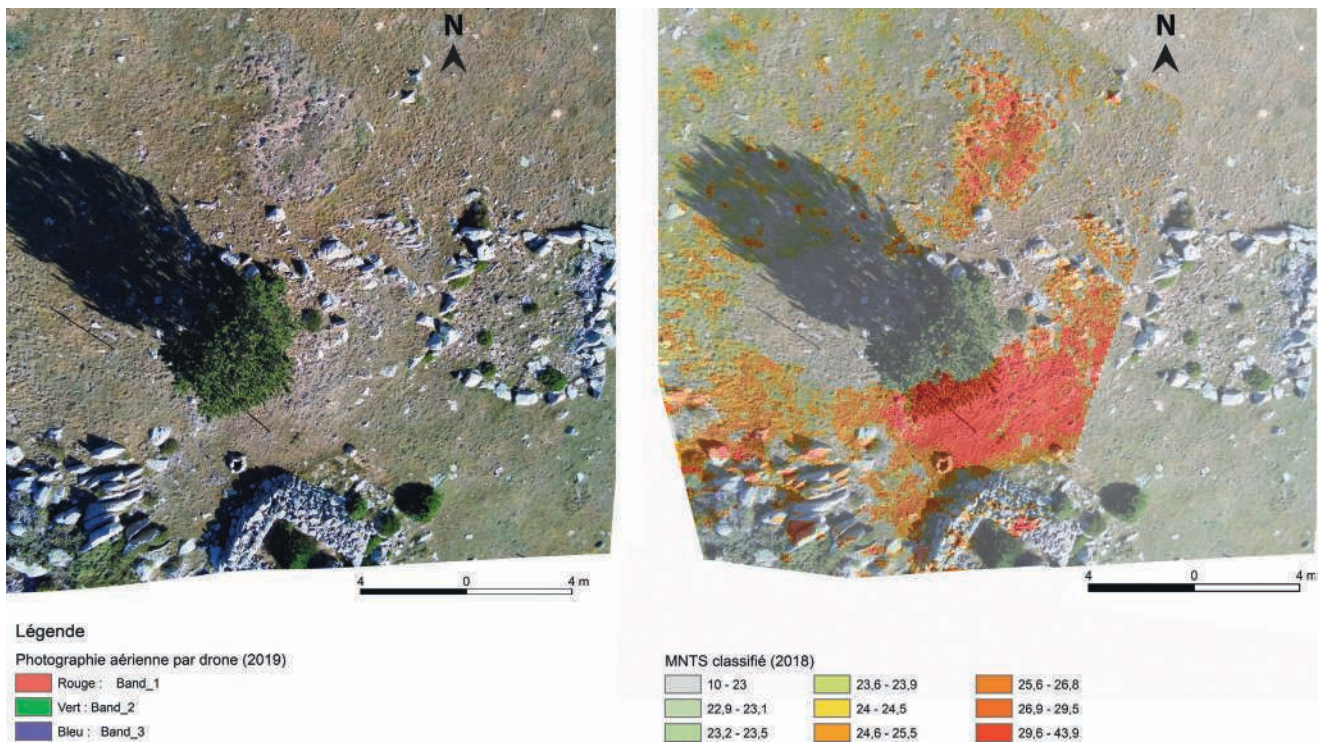 N
N
4 0 4 m
4 0 4 m
Légende
Photographie aérienne par drone (2019)
Rouge : Band_1
Vert : Band_2
Bleu : Band_3
MNTS classifié (2018)
10 - 23
22,9 - 23,1
23,2 - 23,5
23,6 - 23,9
24 - 24,5
24,6 - 25,5
25,6 - 26,8
26,9 - 29,5
29,6 - 43,9